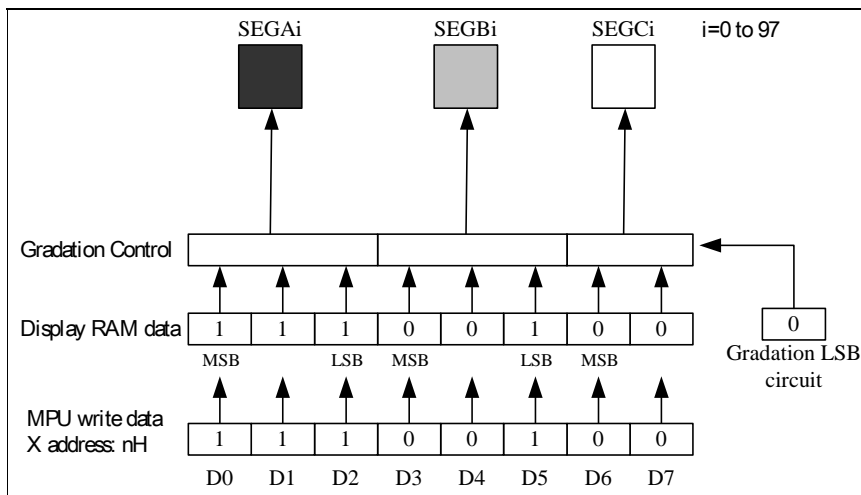 SEGAi SEGBi SEGCi i=0 to 97
Gradation Control
Display RAM data 1 1 1 0 0 1 0 0 0
MSB LSB MSB LSB MSB Gradation LSB
circuit
MPU write data
X address: nH 1 1 1 0 0 1 0 0
D0 D1 D2 D3 D4 D5 D6 D7